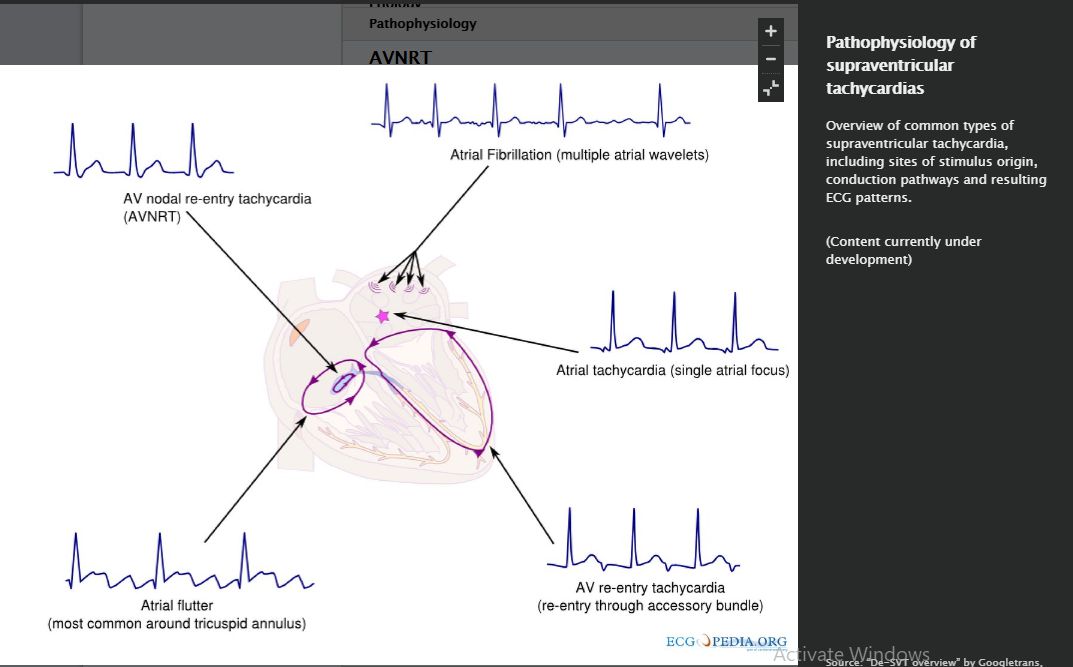 Pathophysiology
AVNRT
Pathophysiology of
supraventricular
tachycardias
Overview of common types of
supraventricular tachycardia,
including sites of stimulus origin,
conduction pathways and resulting
ECG patterns.
(Content currently under
development)
Atrial Fibrillation (multiple atrial wavelets)
AV nodal re-entry tachycardia
(AVNRT)
Atrial tachycardia (single atrial focus)
AV re-entry tachycardia
(re-entry through accessory bundle)
Atrial flutter
(most common around tricuspid annulus)
ECGPEDIA.ORG
Activate Windows
Source: "De-SVT overview" by Googletrans,